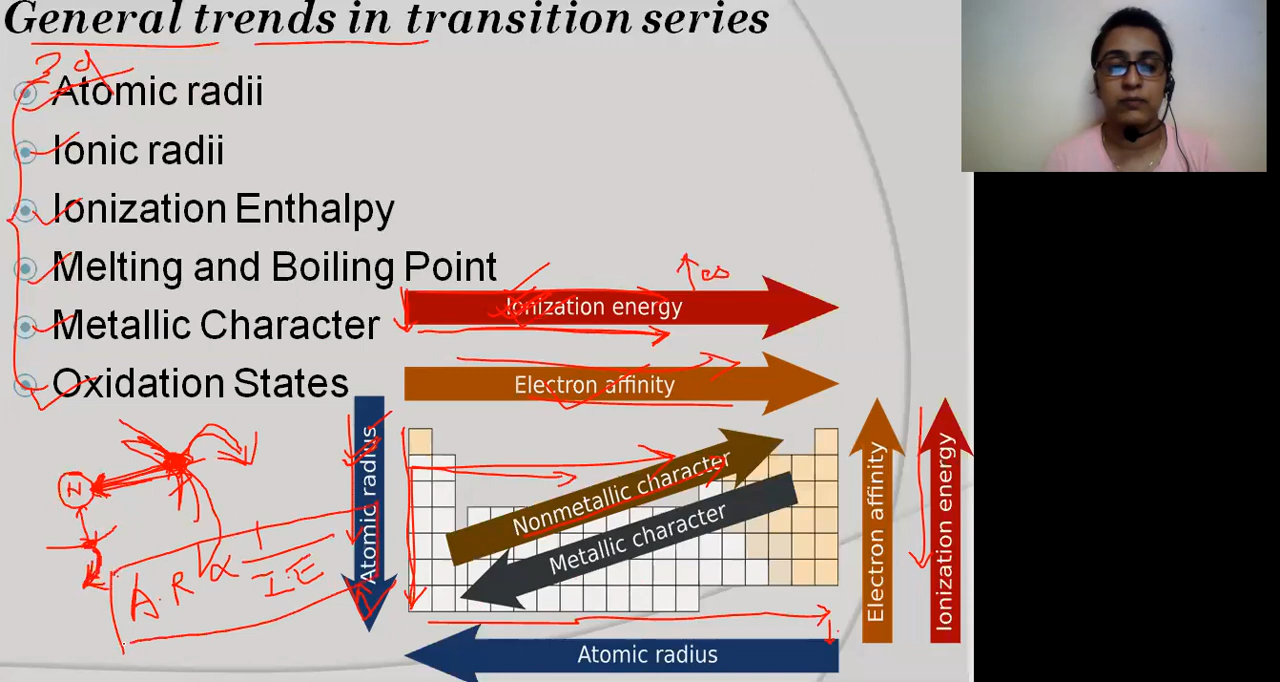 General trends in transition series
Atomic radii
Ionic radii
Ionization Enthalpy
Melting and Boiling Point
Metallic Character
Oxidation States
Ionization energy
Electron affinity
Atomic radius
Nonmetallic character
Metallic character
Electron affinity
Ionization energy
Atomic radius
N
A.R ∝ 1
I.E